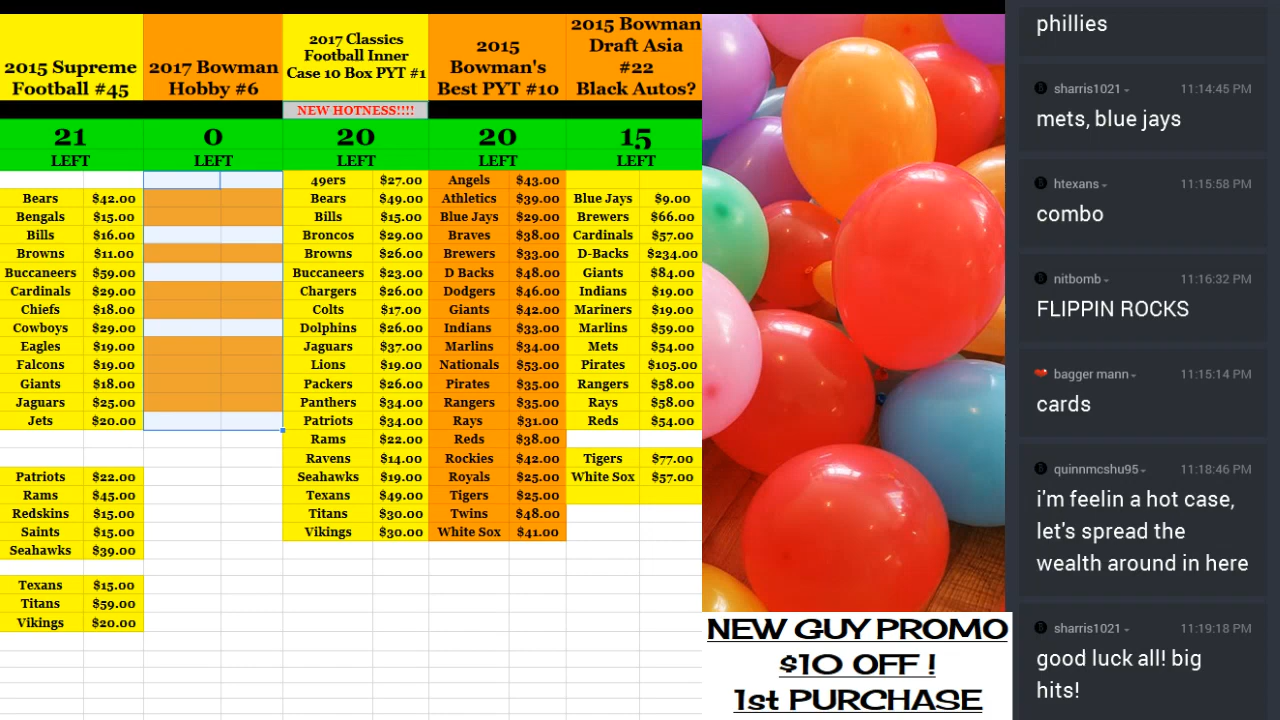 2015 Supreme
Football #45
2017 Bowman
Hobby #6
2017 Classics
Football Inner
Case 10 Box PYT #1
2015
Bowman's
Best PYT #10
2015 Bowman
Draft Asia
#22
Black Autos?
NEW HOTNESS!!!!
21 0 20 20 15
LEFT LEFT LEFT LEFT LEFT
49ers $27.00 Angels $43.00
Bears $42.00 Bears $49.00 Athletics $39.00 Blue Jays $9.00
Bengals $15.00 Bills $15.00 Blue Jays $29.00 Brewers $66.00
Bills $16.00 Broncos $29.00 Braves $38.00 Cardinals $57.00
Browns $11.00 Browns $26.00 Brewers $33.00 D-Backs $234.00
Buccaneers $59.00 Buccaneers $23.00 D Backs $48.00 Giants $84.00
Cardinals $29.00 Chargers $26.00 Dodgers $46.00 Indians $19.00
Chiefs $18.00 Colts $17.00 Giants $42.00 Mariners $19.00
Cowboys $29.00 Dolphins $26.00 Indians $33.00 Marlins $59.00
Eagles $19.00 Jaguars $37.00 Marlins $34.00 Mets $54.00
Falcons $19.00 Lions $19.00 Nationals $53.00 Pirates $105.00
Giants $18.00 Packers $26.00 Pirates $35.00 Rangers $58.00
Jaguars $25.00 Panthers $34.00 Rangers $35.00 Rays $58.00
Jets $20.00 Patriots $34.00 Rays $31.00 Reds $54.00
Rams $22.00 Reds $38.00
Ravens $14.00 Rockies $42.00 Tigers $77.00
Patriots $22.00 Seahawks $19.00 Royals $25.00 White Sox $57.00
Rams $45.00 Texans $49.00 Tigers $25.00
Redskins $15.00 Titans $30.00 Twins $48.00
Saints $15.00 Vikings $30.00 White Sox $41.00
Seahawks $39.00
Texans $15.00
Titans $59.00
Vikings $20.00
NEW GUY PROMO
$10 OFF !
1st PURCHASE
phillies
sharris1021 11:14:45 PM
mets, blue jays
htexans 11:15:58 PM
combo
nitbomb 11:16:32 PM
FLIPPIN ROCKS
bagger mann 11:15:14 PM
cards
quinnmcshu95 11:18:46 PM
i'm feelin a hot case,
let's spread the
wealth around in here
sharris1021 11:19:18 PM
good luck all! big
hits!